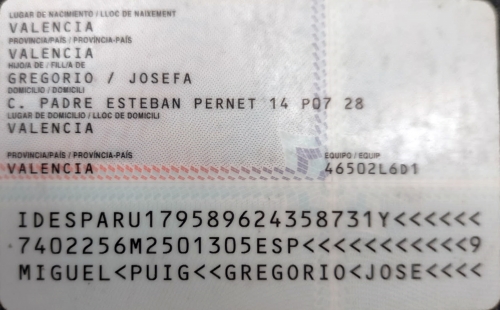 LUGAR DE NACIMIENTO / LLOC DE NAIXEMENT
VALENCIA
PROVINCIA/PAÍS / PROVÍNCIA-PAÍS
VALENCIA
HIJO/A DE / FILL/A DE
GREGORIO / JOSEFA
DOMICILIO / DOMICILI
C. PADRE ESTEBAN PERNET 14 P07 28
LUGAR DE DOMICILIO / LLOC DE DOMICILI
VALENCIA
PROVINCIA/PAÍS / PROVÍNCIA-PAÍS
VALENCIA
EQUIPO / EQUIP
46502L6D1
IDESPARU179589624358731Y<<<<<<
7402256M2501305ESP<<<<<<<<<<<9
MIGUEL<PUIG<<GREGORIO<JOSE<<<<